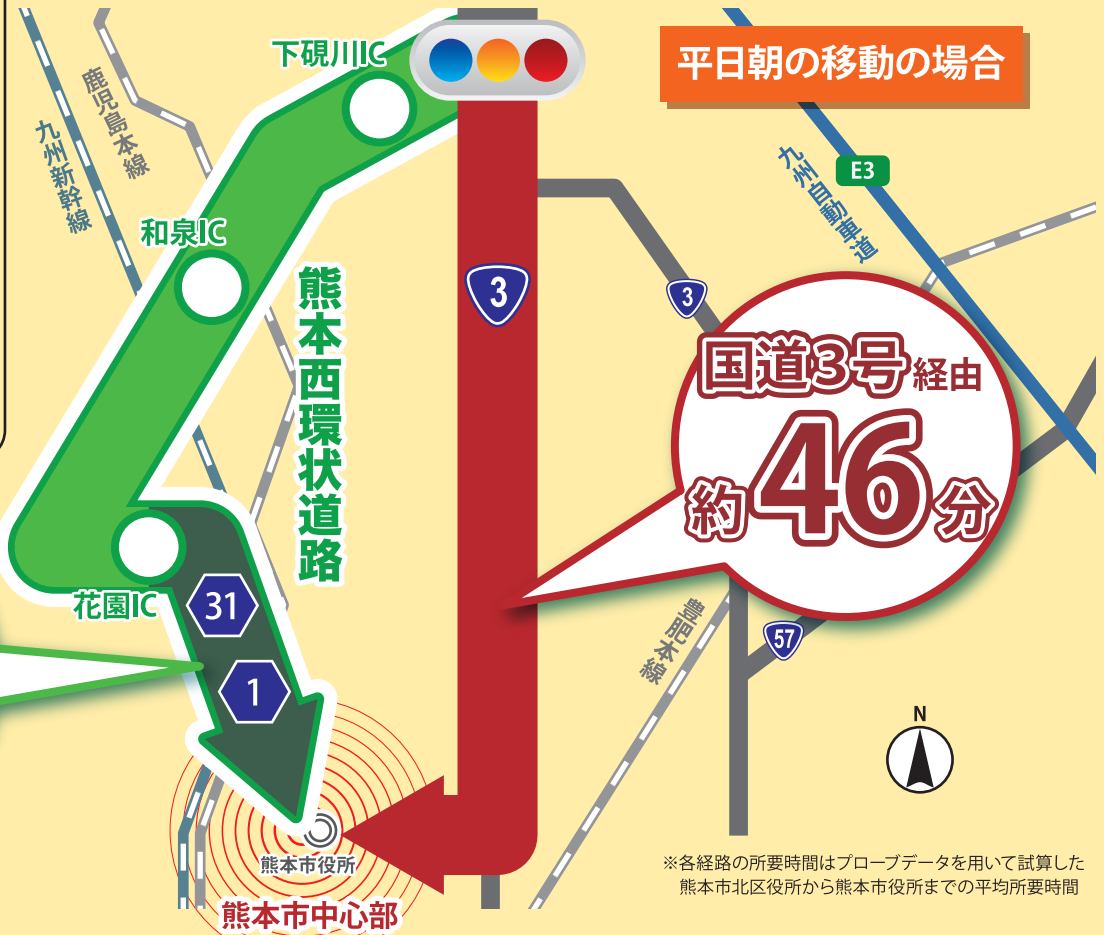 平日朝の移動の場合
下硯川IC
鹿児島本線
九州新幹線
和泉IC
熊本西環状道路
3
3
九州自動車道
E3
国道3号経由
約46分
花園IC
31
1
豊肥本線
57
N
熊本市役所
熊本市中心部
※各経路の所要時間はプローブデータを用いて試算した
熊本市北区役所から熊本市役所までの平均所要時間